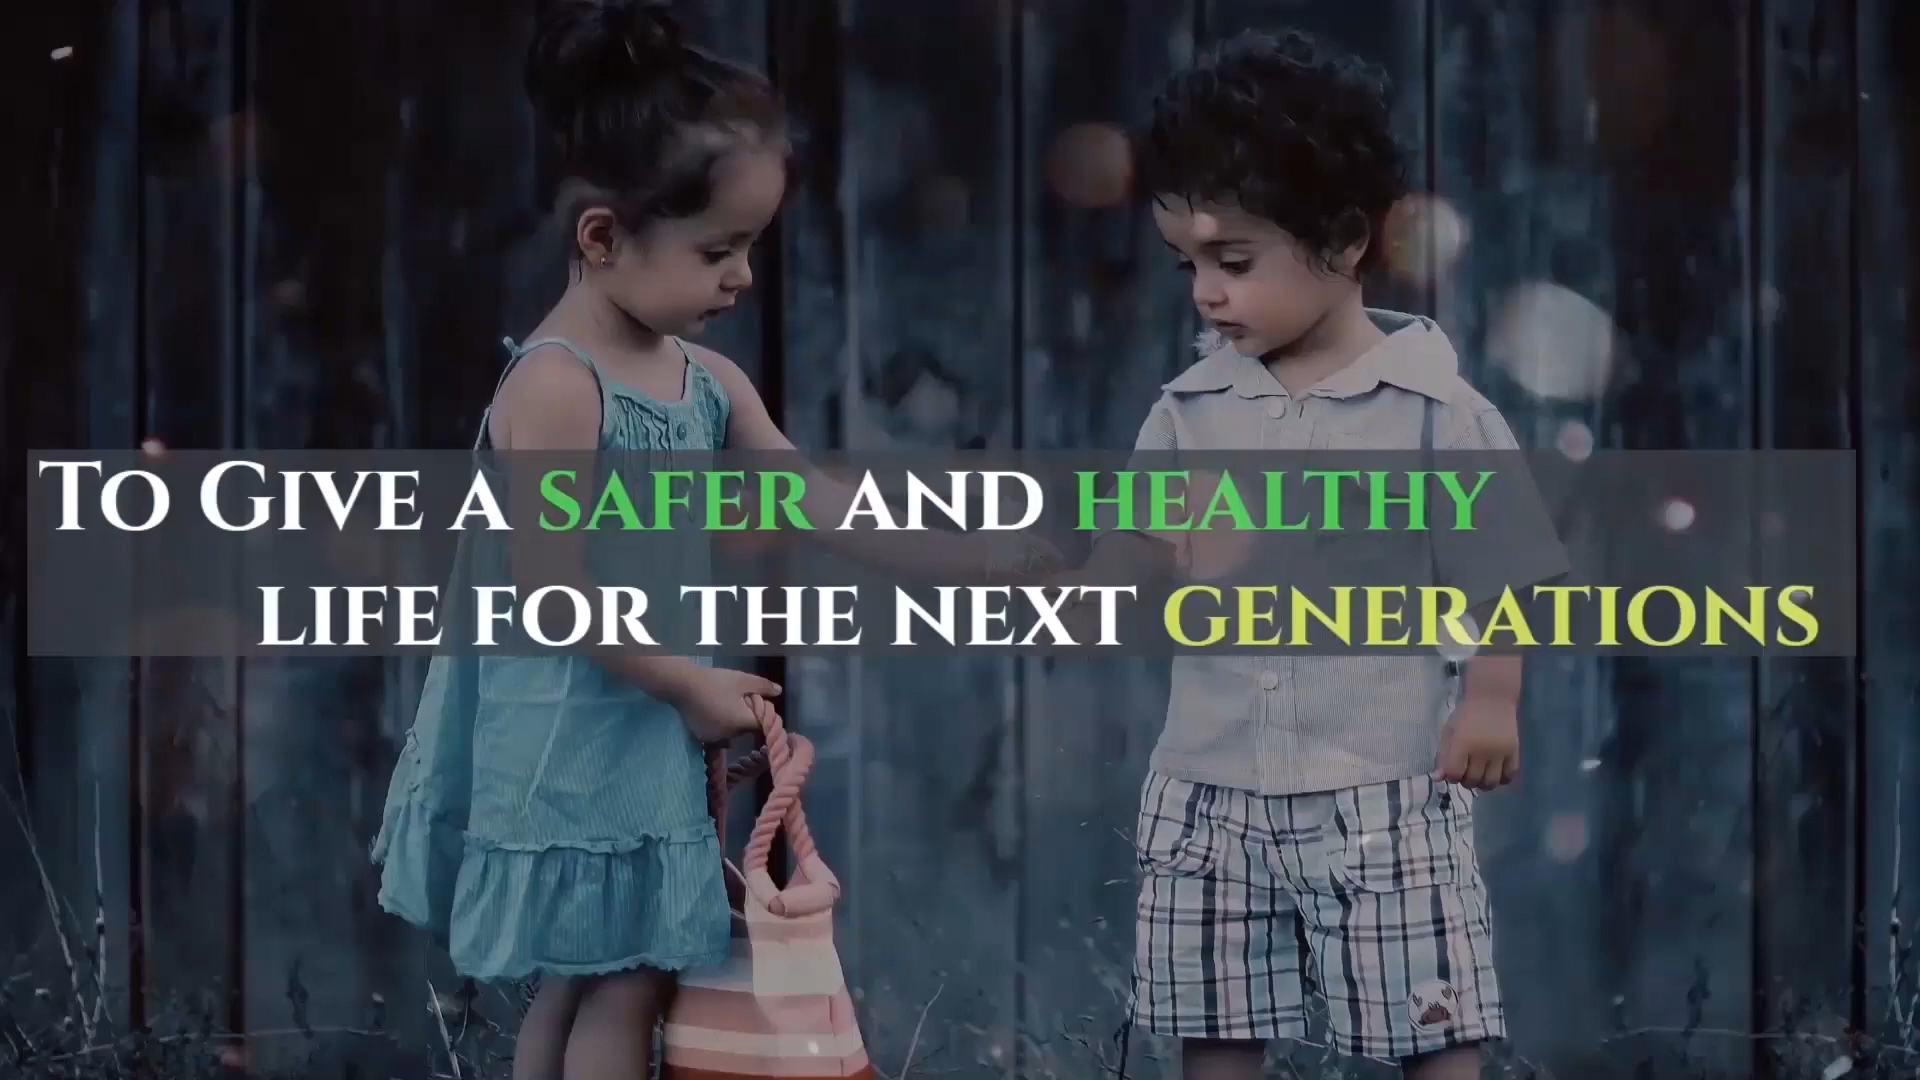 To Give a safer and healthy
life for the next generations